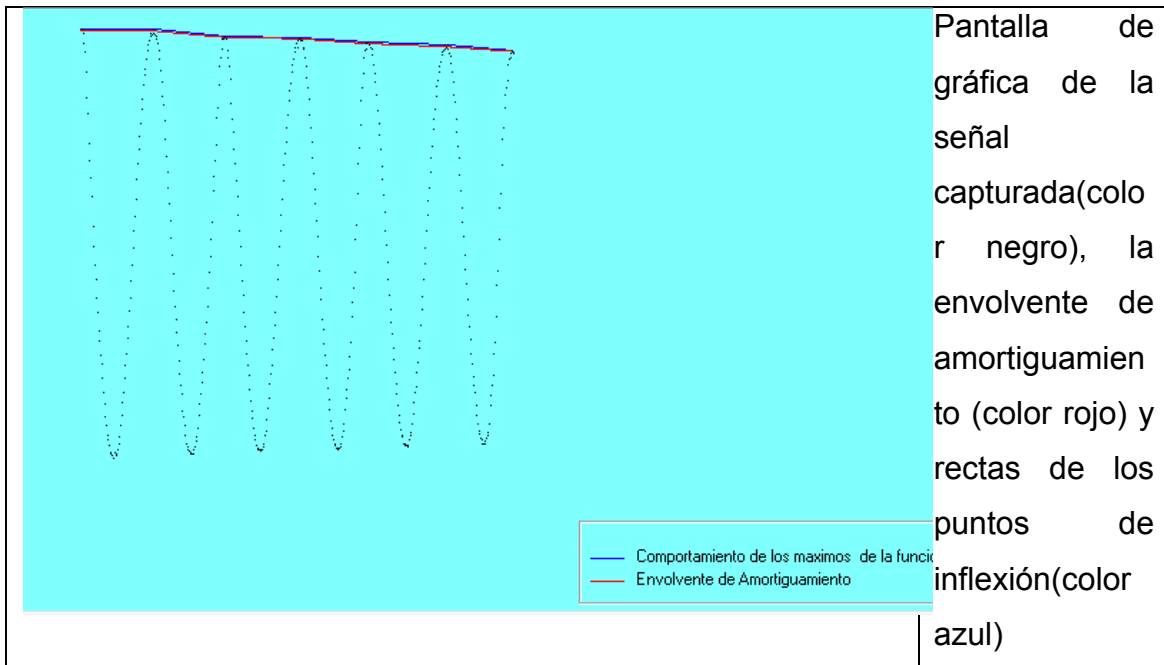 Pantalla de
gráfica de la
señal
capturada(colo
r negro), la
envolvente de
amortiguamien
to (color rojo) y
rectas de los
puntos de
inflexión(color
azul)
Comportamiento de los maximos de la funció
Envolvente de Amortiguamiento